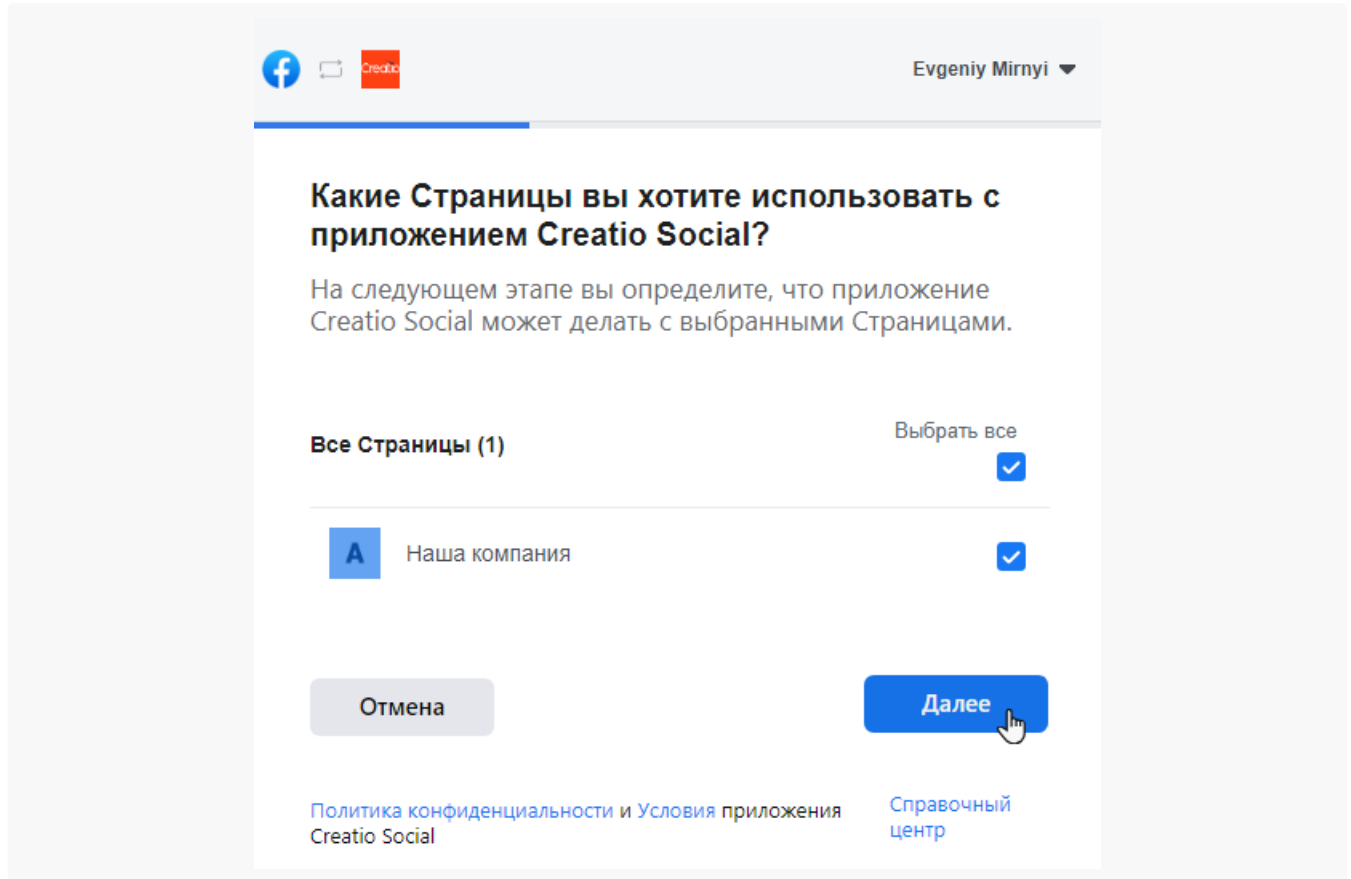 Creatio
Evgeniy Mirnyi
Какие Страницы вы хотите использовать с
приложением Creatio Social?
На следующем этапе вы определите, что приложение
Creatio Social может делать с выбранными Страницами.
Выбрать все
Все Страницы (1)
A
Наша компания
Отмена
Далее
Политика конфиденциальности и Условия приложения
Creatio Social
Справочный
центр